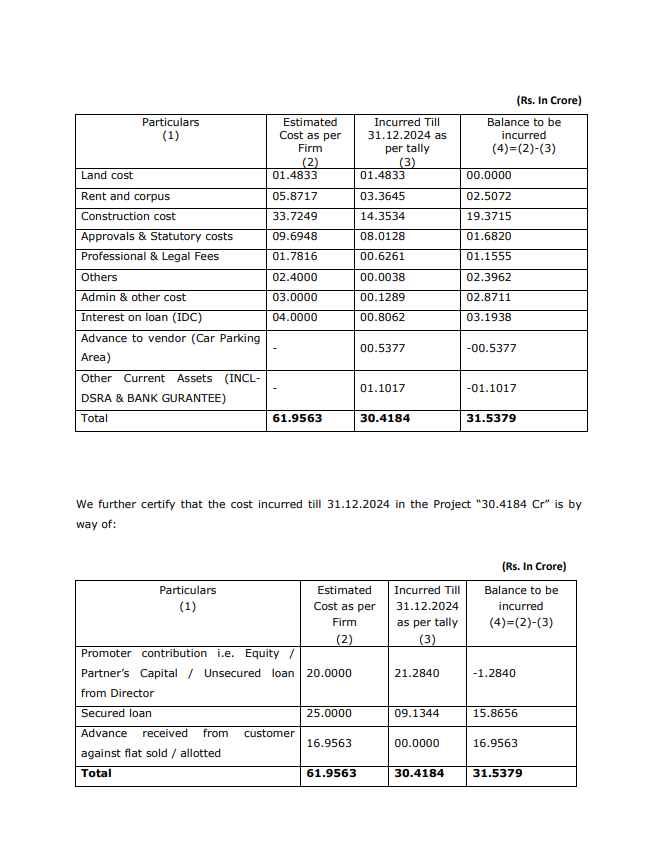 (Rs. In Crore)
Particulars (1) Estimated Cost as per Firm (2) Incurred Till 31.12.2024 as per tally (3) Balance to be incurred (4)=(2)-(3)
Land cost 01.4833 01.4833 00.0000
Rent and corpus 05.8717 03.3645 02.5072
Construction cost 33.7249 14.3534 19.3715
Approvals & Statutory costs 09.6948 08.0128 01.6820
Professional & Legal Fees 01.7816 00.6261 01.1555
Others 02.4000 00.0038 02.3962
Admin & other cost 03.0000 00.1289 02.8711
Interest on loan (IDC) 04.0000 00.8062 03.1938
Advance to vendor (Car Parking Area) - 00.5377 -00.5377
Other Current Assets (INCL-DSRA & BANK GURANTEE) - 01.1017 -01.1017
Total 61.9563 30.4184 31.5379
We further certify that the cost incurred till 31.12.2024 in the Project “30.4184 Cr” is by
way of:
(Rs. In Crore)
Particulars (1) Estimated Cost as per Firm (2) Incurred Till 31.12.2024 as per tally (3) Balance to be incurred (4)=(2)-(3)
Promoter contribution i.e. Equity / Partner’s Capital / Unsecured loan from Director 20.0000 21.2840 -1.2840
Secured loan 25.0000 09.1344 15.8656
Advance received from customer against flat sold / allotted 16.9563 00.0000 16.9563
Total 61.9563 30.4184 31.5379